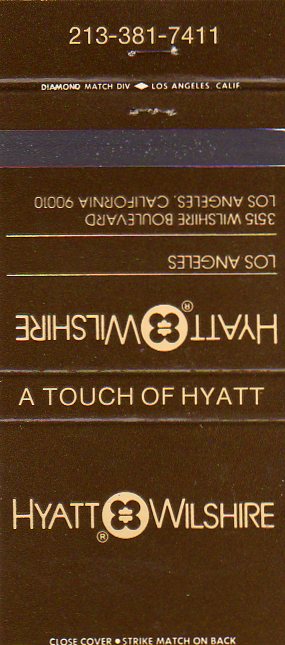 213-381-7411
DIAMOND MATCH DIV ◆ LOS ANGELES, CALIF.
HYATT WILSHIRE
®
LOS ANGELES
3515 WILSHIRE BOULEVARD
LOS ANGELES, CALIFORNIA 90010
A TOUCH OF HYATT
HYATT WILSHIRE
®
CLOSE COVER • STRIKE MATCH ON BACK